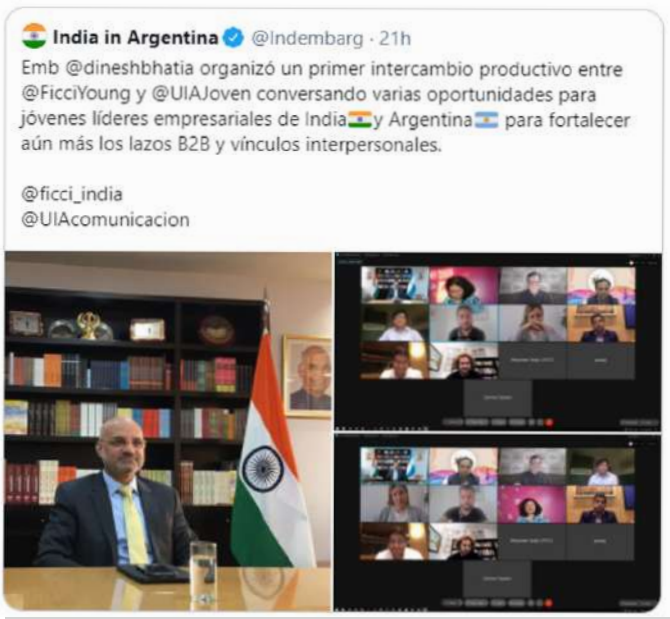 India in Argentina @Indembarg · 21h
Emb @dineshbhatia organizó un primer intercambio productivo entre
@FicciYoung y @UIAJoven conversando varias oportunidades para
jóvenes líderes empresariales de India🇮🇳y Argentina🇦🇷 para fortalecer
aún más los lazos B2B y vínculos interpersonales.
@ficci_india
@UIAcomunicacion